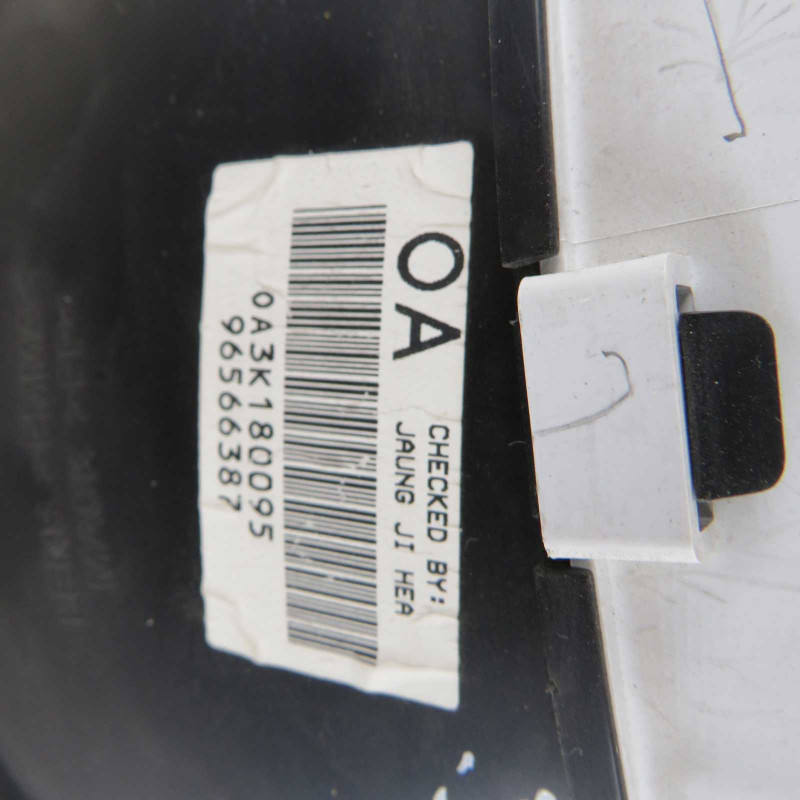 OA
CHECKED BY:
JAUNG JI HEA
0A3K180095
96566387